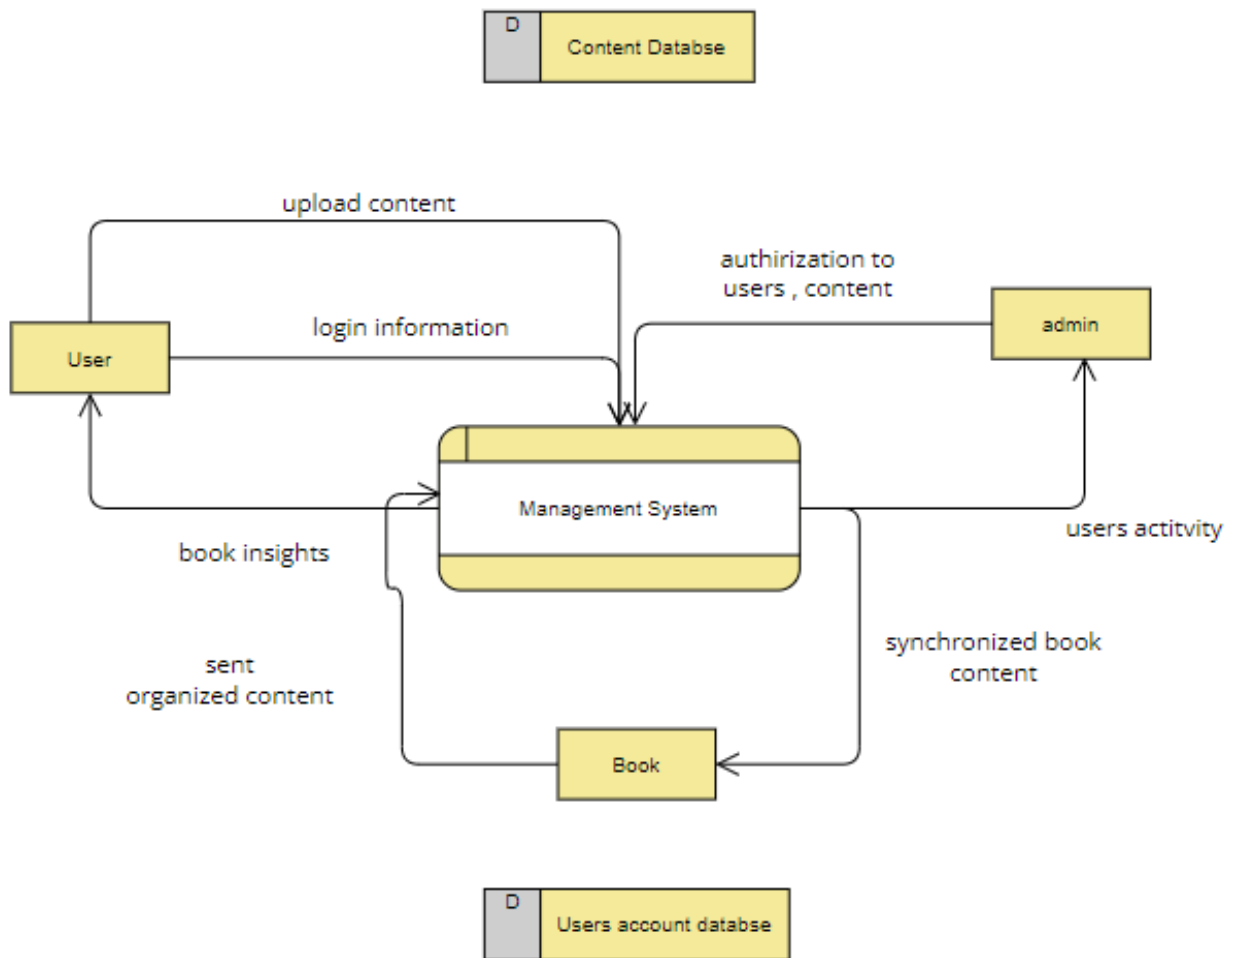 D
Content Databse
upload content
authirization to
users , content
login information
admin
User
Management System
users actitvity
book insights
synchronized book
content
sent
organized content
Book
D
Users account databse